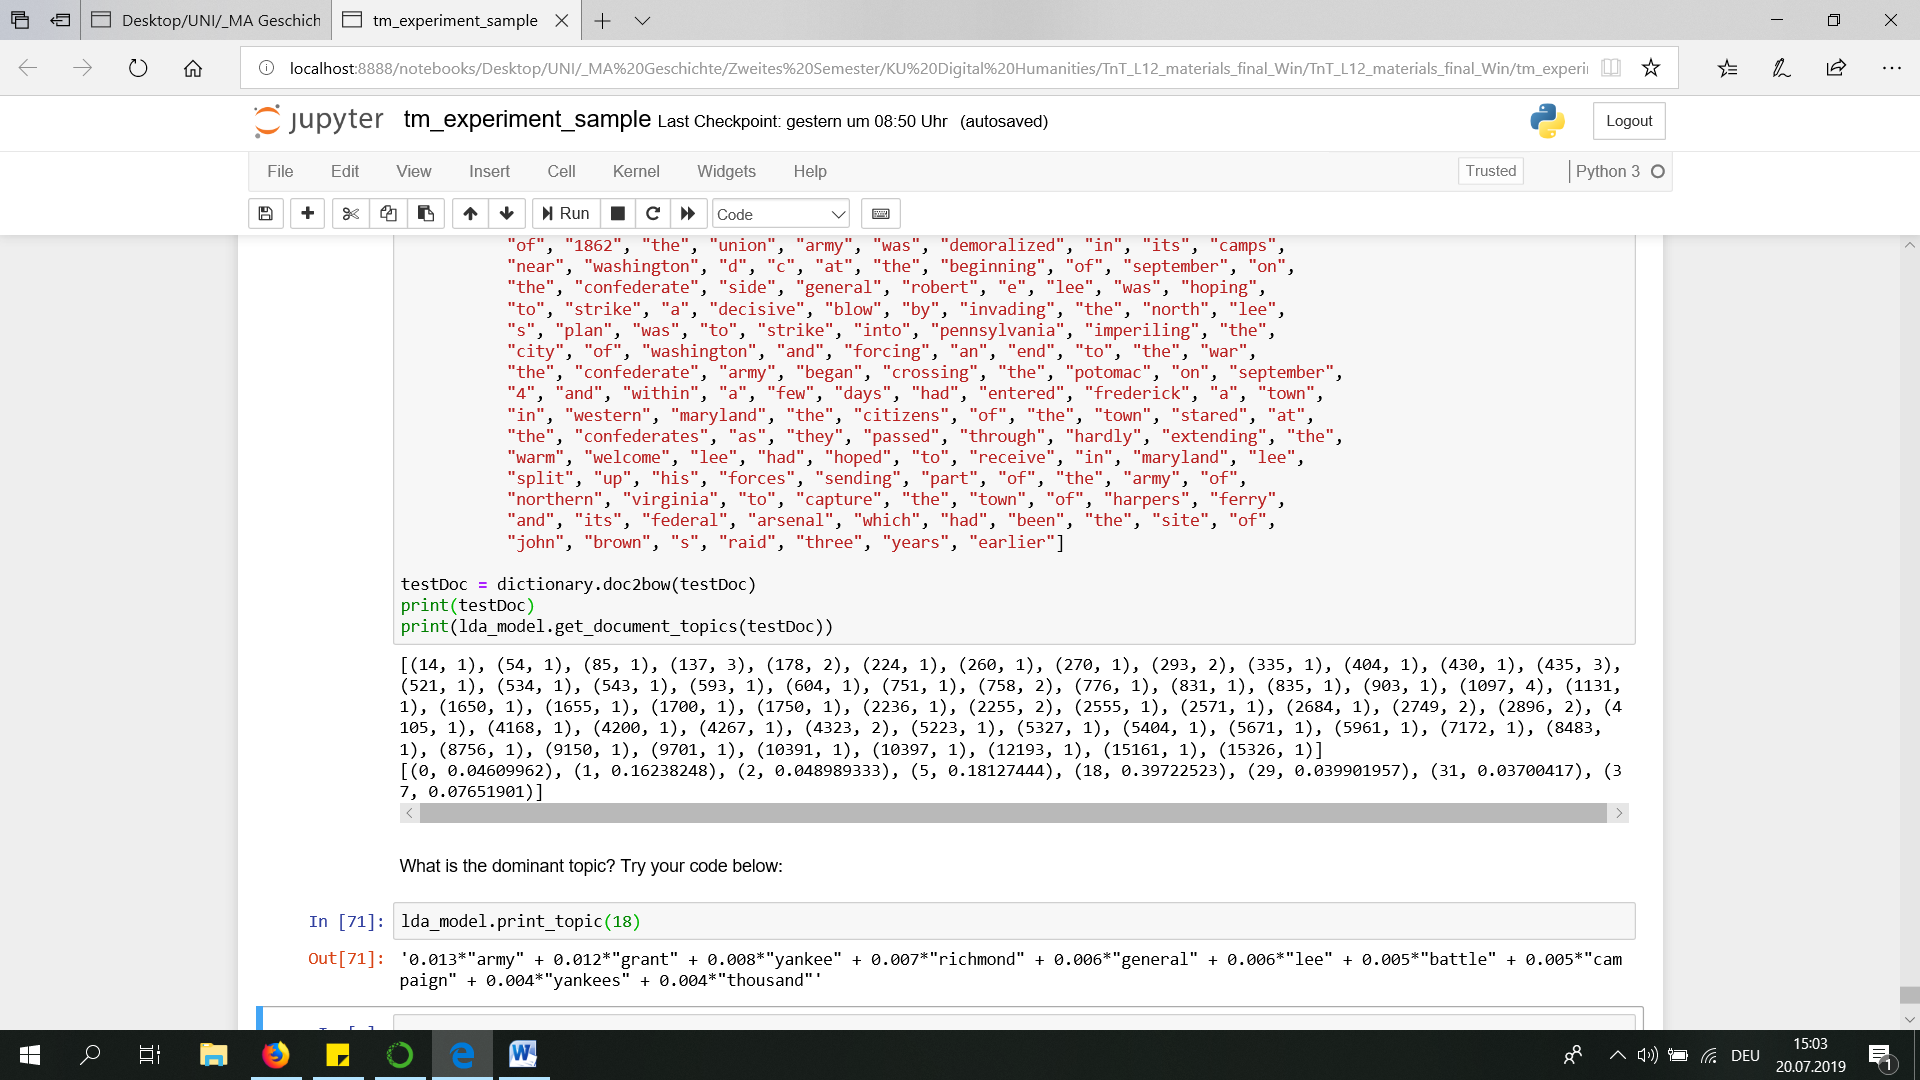 Desktop/UNI/_MA Geschich
tm_experiment_sample
localhost:8888/notebooks/Desktop/UNI/_MA%20Geschichte/Zweites%20Semester/KU%20Digital%20Humanities/TnT_L12_materials_final_Win/TnT_L12_materials_final_Win/tm_experi
jupyter tm_experiment_sample Last Checkpoint: gestern um 08:50 Uhr (autosaved)
Logout
File Edit View Insert Cell Kernel Widgets Help
Trusted
Python 3
Run
Code
"of", "1862", "the", "union", "army", "was", "demoralized", "in", "its", "camps",
"near", "washington", "d", "c", "at", "the", "beginning", "of", "september", "on",
"the", "confederate", "side", "general", "robert", "e", "lee", "was", "hoping",
"to", "strike", "a", "decisive", "blow", "by", "invading", "the", "north", "lee",
"s", "plan", "was", "to", "strike", "into", "pennsylvania", "imperiling", "the",
"city", "of", "washington", "and", "forcing", "an", "end", "to", "the", "war",
"the", "confederate", "army", "began", "crossing", "the", "potomac", "on", "september",
"4", "and", "within", "a", "few", "days", "had", "entered", "frederick", "a", "town",
"in", "western", "maryland", "the", "citizens", "of", "the", "town", "stared", "at",
"the", "confederates", "as", "they", "passed", "through", "hardly", "extending", "the",
"warm", "welcome", "lee", "had", "hoped", "to", "receive", "in", "maryland", "lee",
"split", "up", "his", "forces", "sending", "part", "of", "the", "army", "of",
"northern", "virginia", "to", "capture", "the", "town", "of", "harpers", "ferry",
"and", "its", "federal", "arsenal", "which", "had", "been", "the", "site", "of",
"john", "brown", "s", "raid", "three", "years", "earlier"]
testDoc = dictionary.doc2bow(testDoc)
print(testDoc)
print(lda_model.get_document_topics(testDoc))
[(14, 1), (54, 1), (85, 1), (137, 3), (178, 2), (224, 1), (260, 1), (270, 1), (293, 2), (335, 1), (404, 1), (430, 1), (435, 3),
(521, 1), (534, 1), (543, 1), (593, 1), (604, 1), (751, 1), (758, 2), (776, 1), (831, 1), (835, 1), (903, 1), (1097, 4), (1131,
1), (1650, 1), (1655, 1), (1700, 1), (1750, 1), (2236, 1), (2255, 2), (2555, 1), (2571, 1), (2684, 1), (2749, 2), (2896, 2), (4
105, 1), (4168, 1), (4200, 1), (4267, 1), (4323, 2), (5223, 1), (5327, 1), (5404, 1), (5671, 1), (5961, 1), (7172, 1), (8483,
1), (8756, 1), (9150, 1), (9701, 1), (10391, 1), (10397, 1), (12193, 1), (15161, 1), (15326, 1)]
[(0, 0.04609962), (1, 0.16238248), (2, 0.048989333), (5, 0.18127444), (18, 0.39722523), (29, 0.039901957), (31, 0.03700417), (3
7, 0.07651901)]
What is the dominant topic? Try your code below:
In [71]: lda_model.print_topic(18)
Out[71]: '0.013*"army" + 0.012*"grant" + 0.008*"yankee" + 0.007*"richmond" + 0.006*"general" + 0.006*"lee" + 0.005*"battle" + 0.005*"cam
paign" + 0.004*"yankees" + 0.004*"thousand"'
DEU
15:03
20.07.2019
1